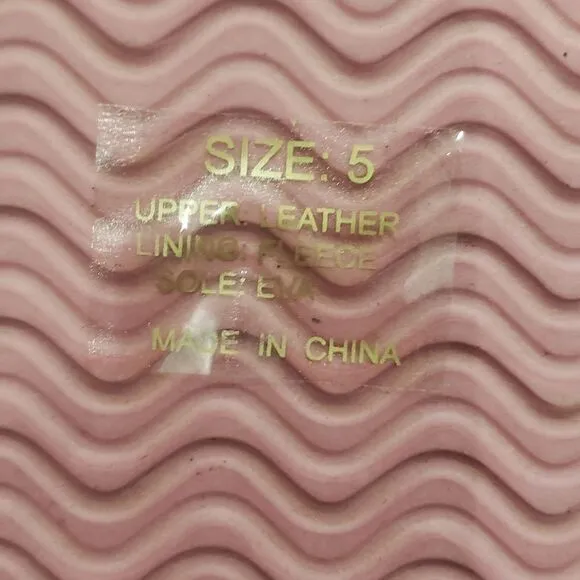 SIZE: 5
UPPER: LEATHER
LINING: FLEECE
SOLE: EVA
MADE IN CHINA